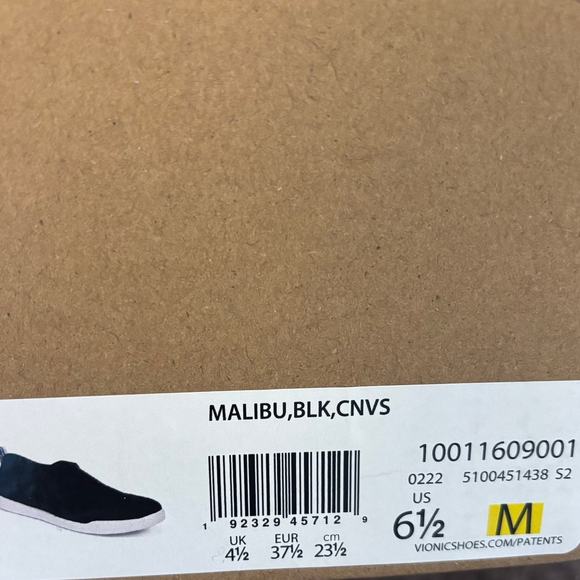 MALIBU,BLK,CNVS
10011609001
0222 5100451438 S2
1 92329 45712 9
US
6½ M
UK EUR cm
4½ 37½ 23½
VIONICSHOES.COM/PATENTS